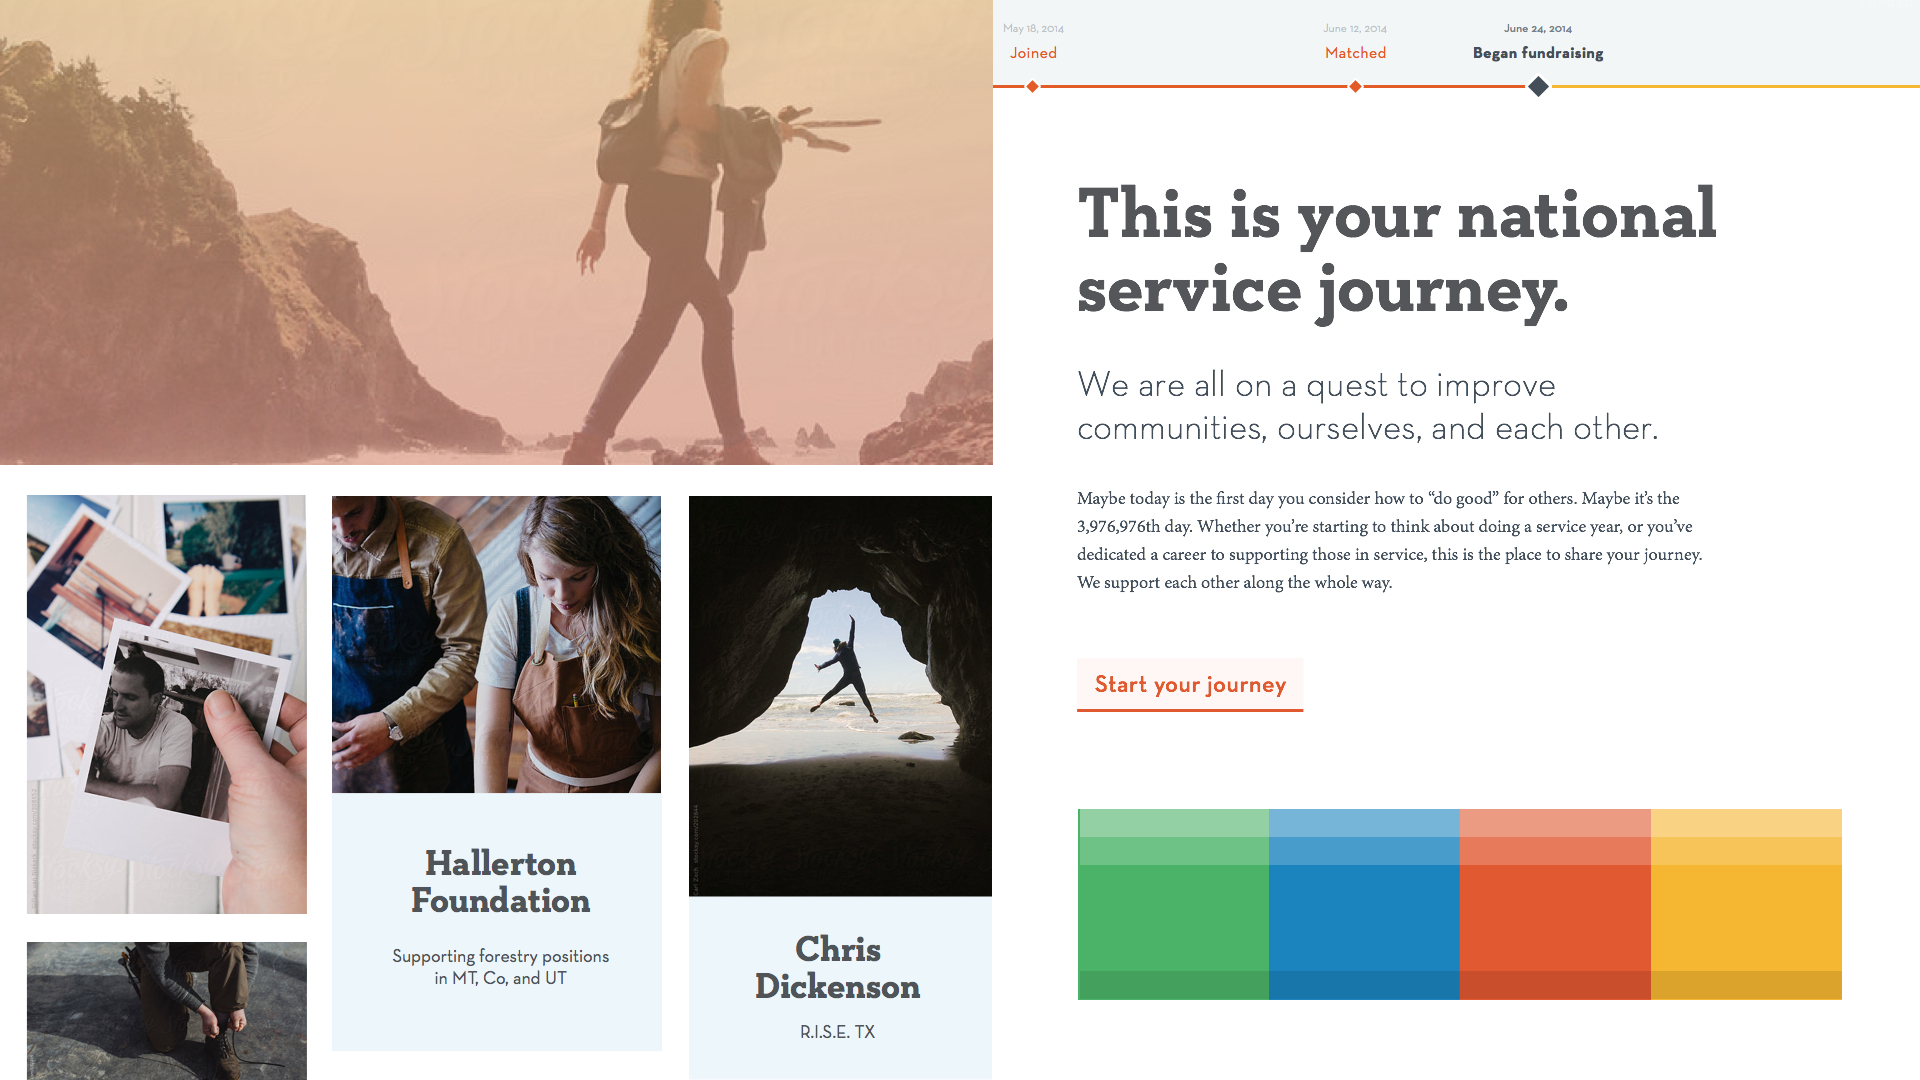 May 18, 2014
Joined
June 12, 2014
Matched
June 24, 2014
Began fundraising
This is your national
service journey.
We are all on a quest to improve
communities, ourselves, and each other.
Maybe today is the first day you consider how to “do good” for others. Maybe it’s the
3,976,976th day. Whether you’re starting to think about doing a service year, or you’ve
dedicated a career to supporting those in service, this is the place to share your journey.
We support each other along the whole way.
Start your journey
Hallerton
Foundation
Supporting forestry positions
in MT, Co, and UT
Chris
Dickenson
R.I.S.E. TX